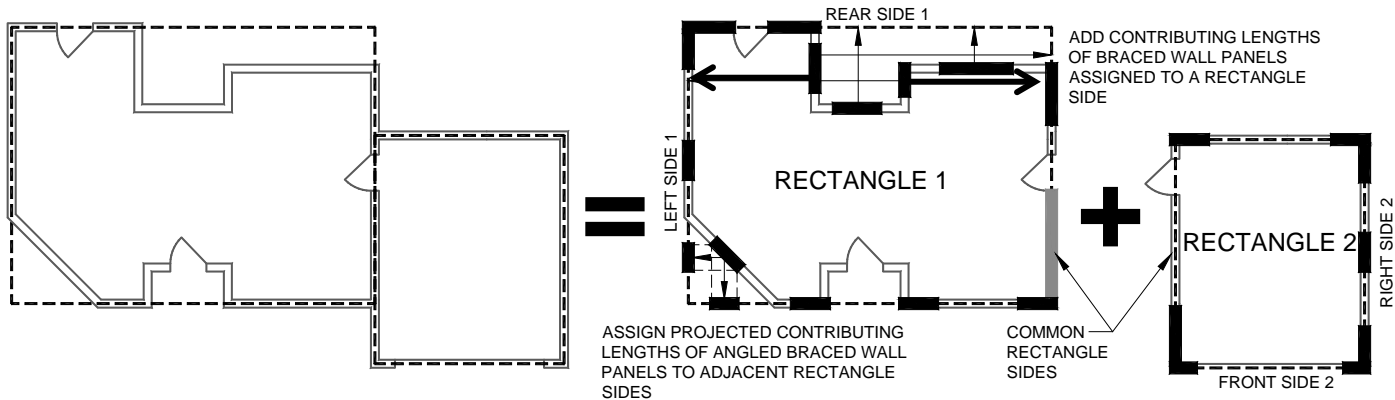 REAR SIDE 1
ADD CONTRIBUTING LENGTHS
OF BRACED WALL PANELS
ASSIGNED TO A RECTANGLE
SIDE
LEFT SIDE 1
RECTANGLE 1
RECTANGLE 2
RIGHT SIDE 2
ASSIGN PROJECTED CONTRIBUTING
LENGTHS OF ANGLED BRACED WALL
PANELS TO ADJACENT RECTANGLE
SIDES
COMMON
RECTANGLE
SIDES
FRONT SIDE 2